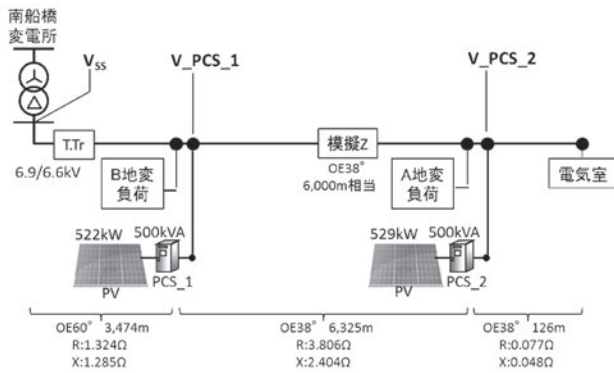 南船橋
変電所
Vss
V_PCS_1
V_PCS_2
T.Tr
6.9/6.6kV
B地変
負荷
模擬Z
OE38°
6,000m相当
A地変
負荷
電気室
522kW
500kVA
PV
PCS_1
529kW
500kVA
PV
PCS_2
OE60° 3,474m
R:1.324Ω
X:1.285Ω
OE38° 6,325m
R:3.806Ω
X:2.404Ω
OE38° 126m
R:0.077Ω
X:0.048Ω